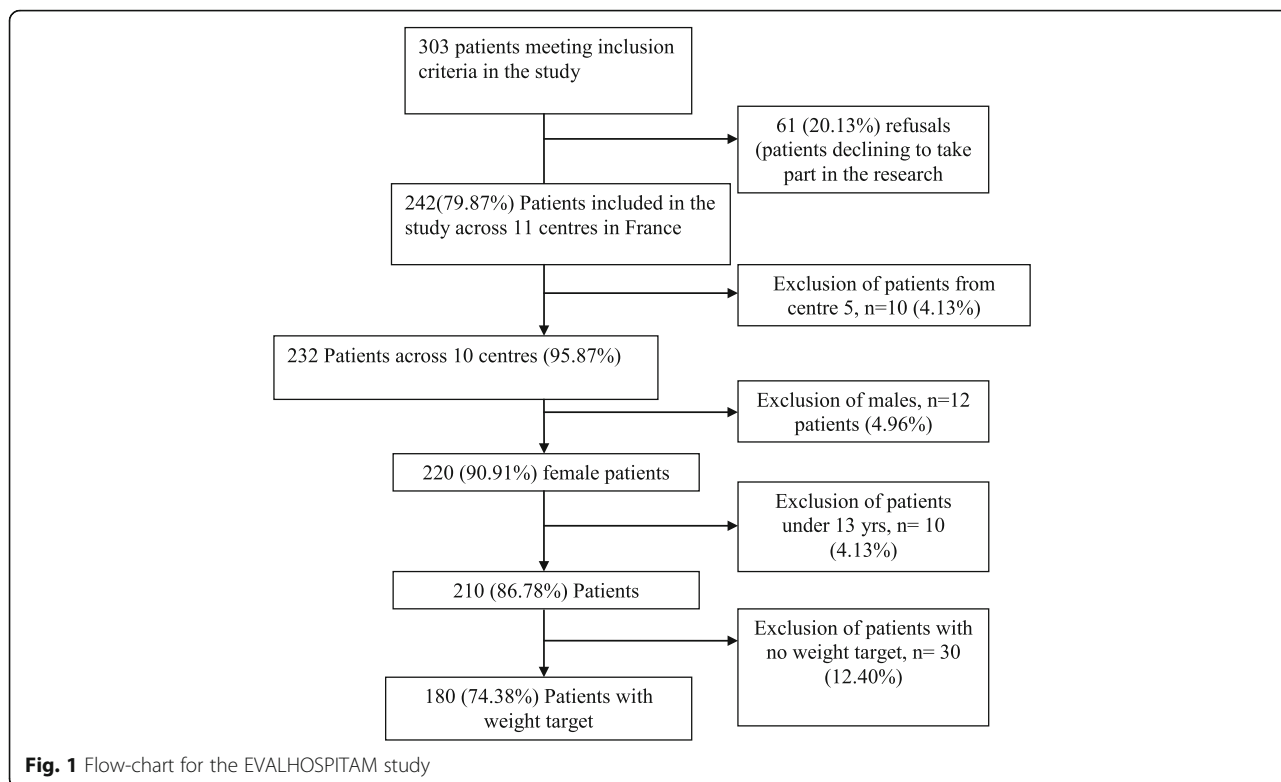 303 patients meeting inclusion
criteria in the study
61 (20.13%) refusals
(patients declining to take
part in the research
242(79.87%) Patients included in the
study across 11 centres in France
Exclusion of patients from
centre 5, n=10 (4.13%)
232 Patients across 10 centres (95.87%)
Exclusion of males, n=12
patients (4.96%)
220 (90.91%) female patients
Exclusion of patients
under 13 yrs, n= 10
(4.13%)
210 (86.78%) Patients
Exclusion of patients with
no weight target, n= 30
(12.40%)
180 (74.38%) Patients with
weight target
Fig. 1 Flow-chart for the EVALHOSPITAM study